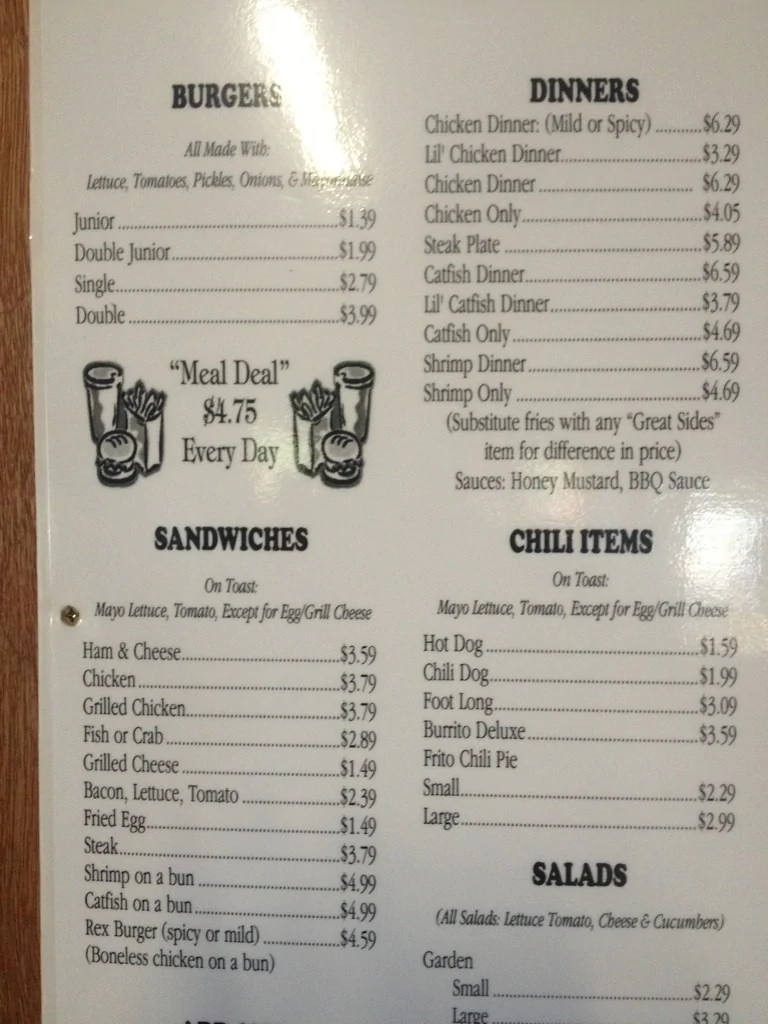 BURGERS
All Made With:
Lettuce, Tomatoes, Pickles, Onions, & Mayonnaise
Junior $1.39
Double Junior $1.99
Single $2.79
Double $3.99
"Meal Deal"
$4.75
Every Day
SANDWICHES
On Toast:
Mayo Lettuce, Tomato, Except for Egg/Grill Cheese
Ham & Cheese $3.59
Chicken $3.79
Grilled Chicken $3.79
Fish or Crab $2.89
Grilled Cheese $1.49
Bacon, Lettuce, Tomato $2.39
Fried Egg $1.49
Steak $3.79
Shrimp on a bun $4.99
Catfish on a bun $4.99
Rex Burger (spicy or mild) $4.59
(Boneless chicken on a bun)
DINNERS
Chicken Dinner: (Mild or Spicy) $6.29
Lil' Chicken Dinner $3.29
Chicken Dinner $6.29
Chicken Only $4.05
Steak Plate $5.89
Catfish Dinner $6.59
Lil' Catfish Dinner $3.79
Catfish Only $4.69
Shrimp Dinner $6.59
Shrimp Only $4.69
(Substitute fries with any "Great Sides"
item for difference in price)
Sauces: Honey Mustard, BBQ Sauce
CHILI ITEMS
On Toast:
Mayo Lettuce, Tomato, Except for Egg/Grill Cheese
Hot Dog $1.59
Chili Dog $1.99
Foot Long $3.09
Burrito Deluxe $3.59
Frito Chili Pie
Small $2.29
Large $2.99
SALADS
(All Salads: Lettuce Tomato, Cheese & Cucumbers)
Garden
Small $2.29
Large $3.29